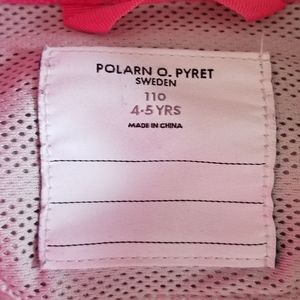 POLARN O. PYRET
SWEDEN
110
4-5 YRS
MADE IN CHINA